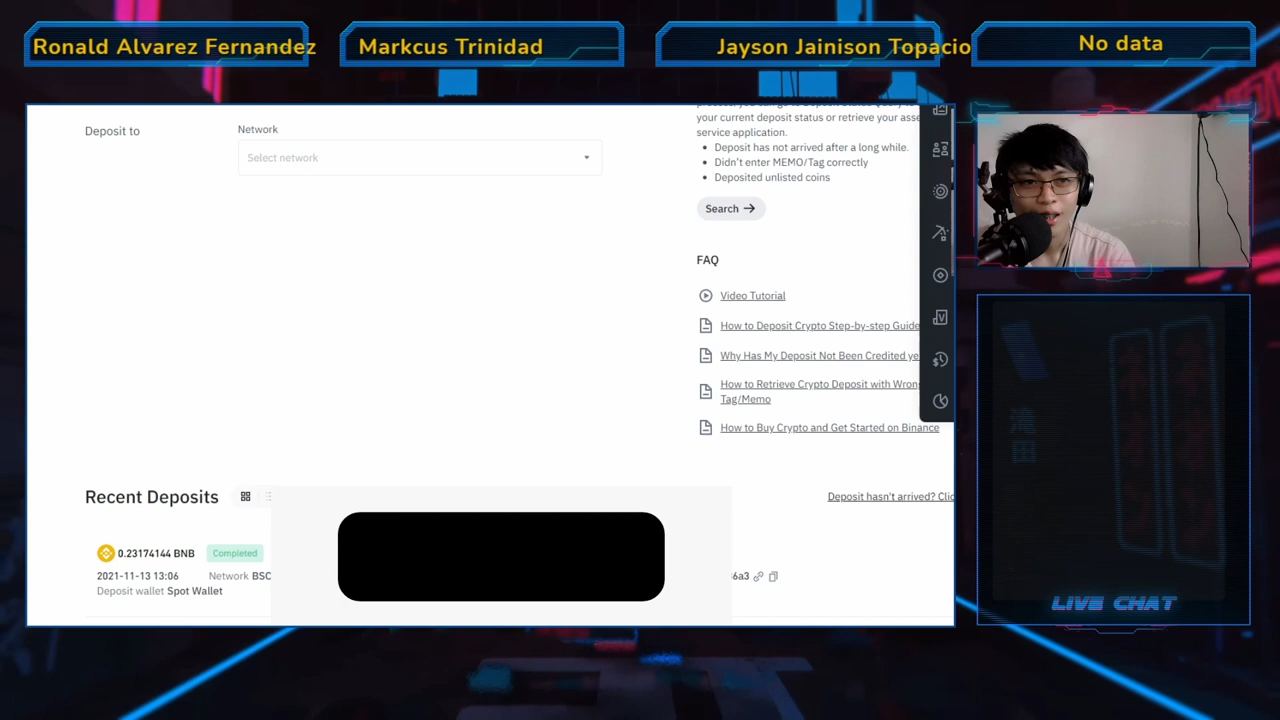 Ronald Alvarez Fernandez
Markcus Trinidad
Jayson Jainison Topacio
No data
Deposit to
Network
Select network
your current deposit status or retrieve your asse
service application.
• Deposit has not arrived after a long while.
• Didn't enter MEMO/Tag correctly
• Deposited unlisted coins
Search →
FAQ
Video Tutorial
How to Deposit Crypto Step-by-step Guide
Why Has My Deposit Not Been Credited ye
How to Retrieve Crypto Deposit with Wron
Tag/Memo
How to Buy Crypto and Get Started on Binance
Recent Deposits
Deposit hasn't arrived? Clic
0.23174144 BNB Completed
2021-11-13 13:06 Network BSC
6a3
Deposit wallet Spot Wallet
LIVE CHAT